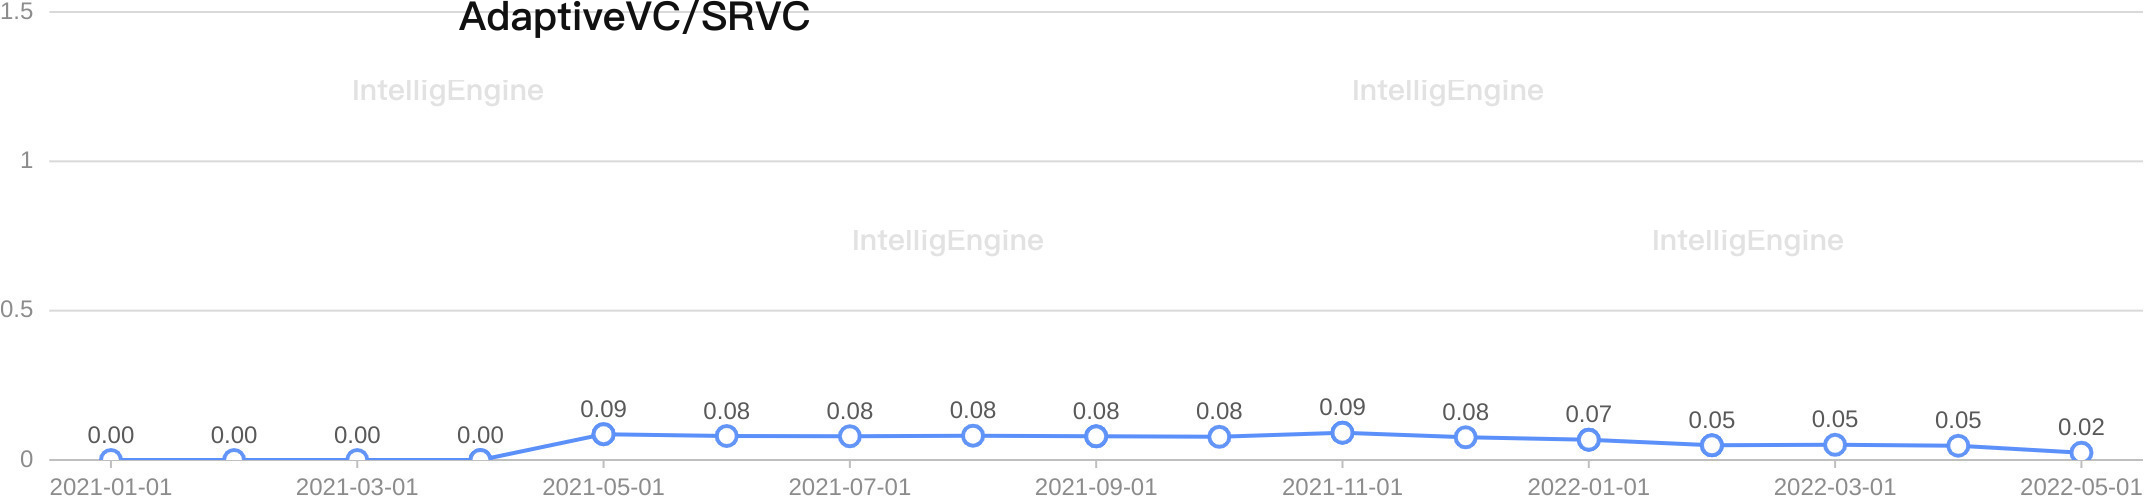 AdaptiveVC/SRVC
1.5
IntelligEngine IntelligEngine
1
IntelligEngine IntelligEngine
0.5
0.00 0.00 0.00 0.00 0.09 0.08 0.08 0.08 0.08 0.08 0.09 0.08 0.07 0.05 0.05 0.05 0.02
0
2021-01-01 2021-03-01 2021-05-01 2021-07-01 2021-09-01 2021-11-01 2022-01-01 2022-03-01 2022-05-01